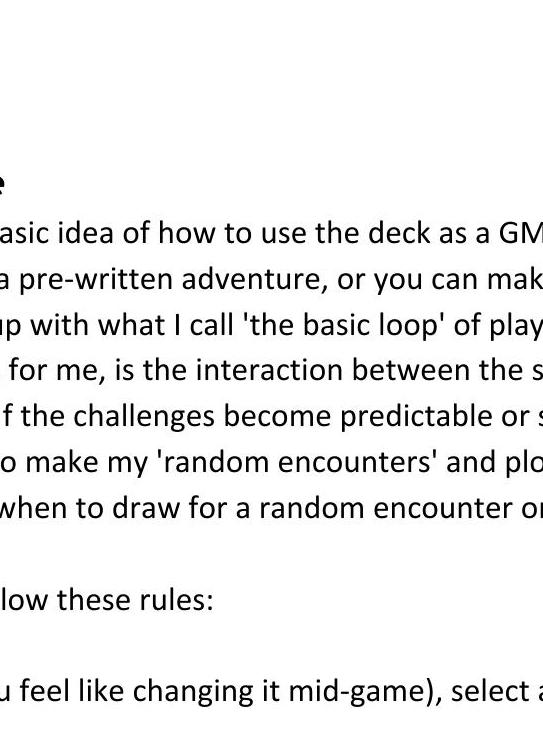 e
asic idea of how to use the deck as a GM
a pre-written adventure, or you can mak
up with what I call 'the basic loop' of play
for me, is the interaction between the s
f the challenges become predictable or s
o make my 'random encounters' and plo
when to draw for a random encounter o
low these rules:
u feel like changing it mid-game), select a